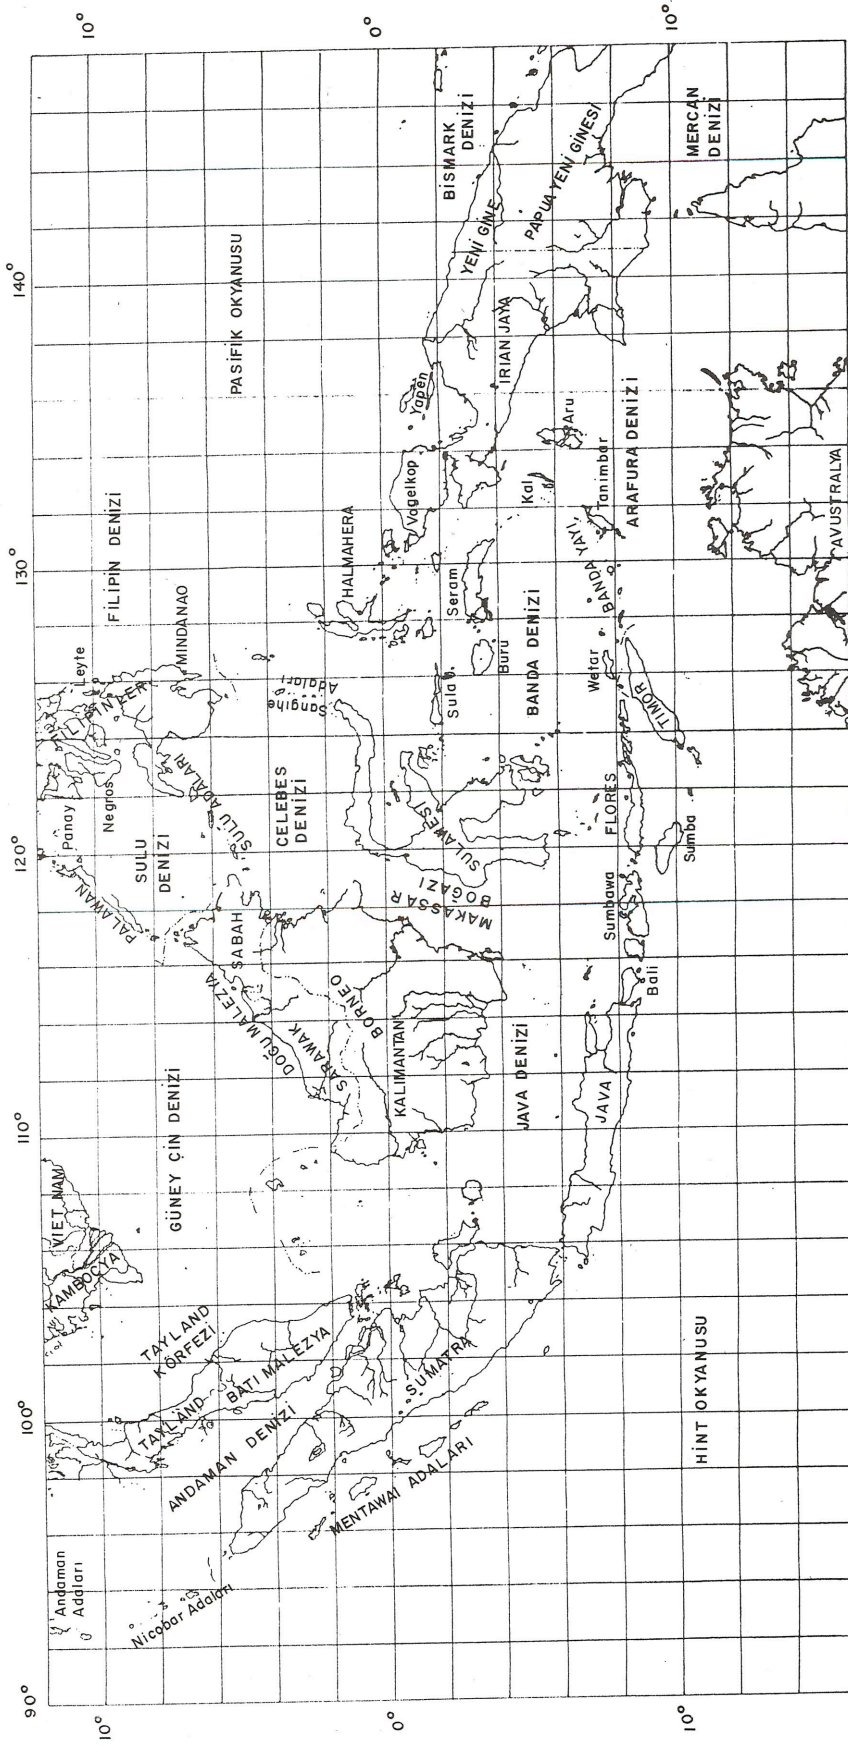 90°
100°
110°
120°
130°
140°
10°
0°
10°
10°
0°
10°
Andaman
Adaları
Nicobar Adaları
VIET NAM
KAMBOÇYA
TAYLAND
KÖRFEZİ
TAYLAND
BATI MALEZYA
ANDAMAN DENİZİ
MENTAWAI ADALARI
SUMATRA
HİNT OKYANUSU
GÜNEY ÇİN DENİZİ
DOĞU MALEZYA
SARAWAK
SABAH
BORNEO
KALIMANTAN
JAVA DENİZİ
JAVA
Bali
PALAWAN
Panay
Negros
Leyte
FİLİPİNLER
MINDANAO
SULU
DENİZİ
SULU ADALARI
CELEBES
DENİZİ
MAKASSAR
BOĞAZI
SULAWESI
Sangihe
Adaları
Sula
Buru
Seram
BANDA DENİZİ
Sumbawa
FLORES
Sumba
TIMOR
Wetar
BANDA YAYI
FİLİPİN DENİZİ
HALMAHERA
PASİFİK OKYANUSU
Vogelkop
Yapen
Kai
Aru
Tanimbar
ARAFURA DENİZİ
IRIAN JAYA
YENİ GİNE
PAPUA YENİ GİNESİ
BİSMARK
DENİZİ
MERCAN
DENİZİ
AVUSTRALYA